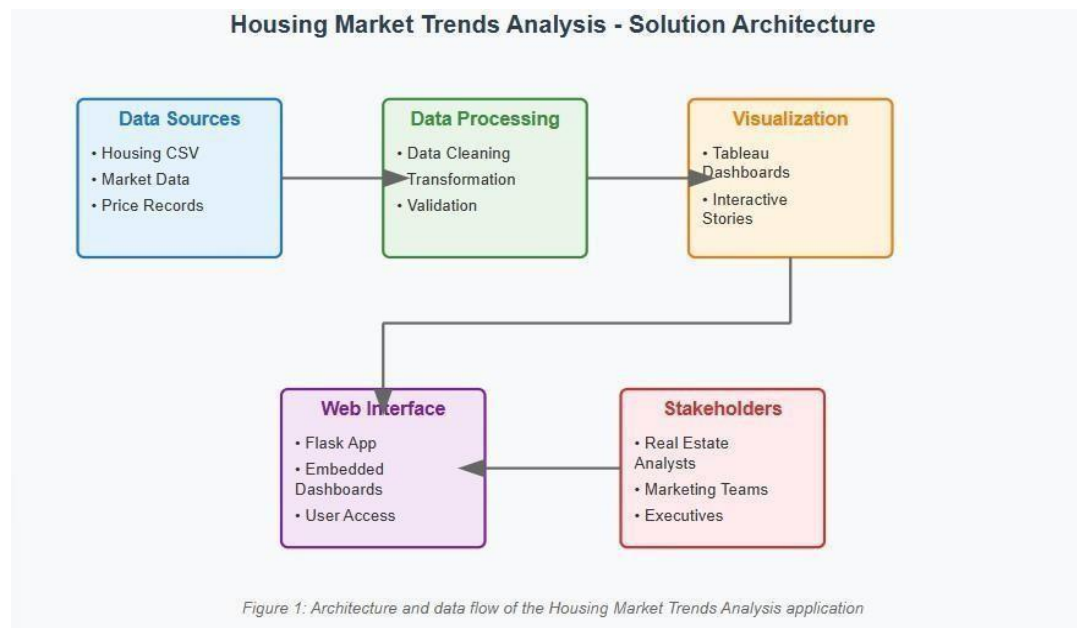 Housing Market Trends Analysis - Solution Architecture
Data Sources
• Housing CSV
• Market Data
• Price Records
Data Processing
• Data Cleaning
Transformation
• Validation
Visualization
• Tableau
Dashboards
• Interactive
Stories
Web Interface
• Flask App
• Embedded
Dashboards
• User Access
Stakeholders
• Real Estate
Analysts
• Marketing Teams
• Executives
Figure 1: Architecture and data flow of the Housing Market Trends Analysis application